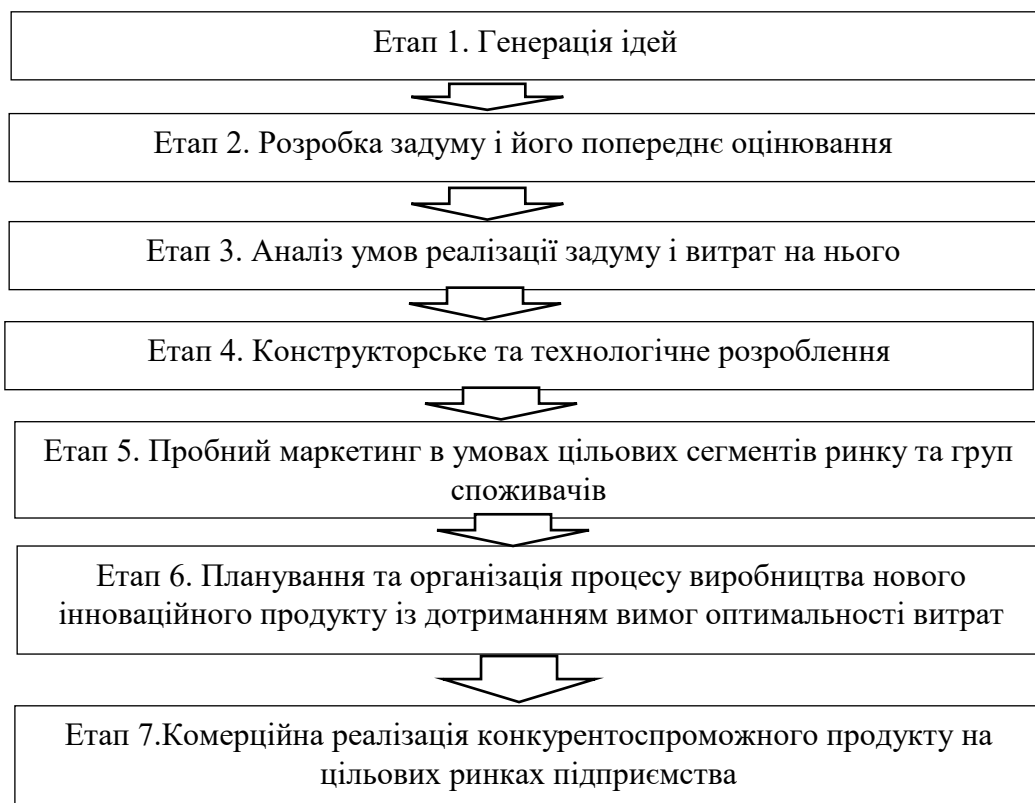 Етап 1. Генерація ідей
Етап 2. Розробка задуму і його попереднє оцінювання
Етап 3. Аналіз умов реалізації задуму і витрат на нього
Етап 4. Конструкторське та технологічне розроблення
Етап 5. Пробний маркетинг в умовах цільових сегментів ринку та груп
споживачів
Етап 6. Планування та організація процесу виробництва нового
інноваційного продукту із дотриманням вимог оптимальності витрат
Етап 7.Комерційна реалізація конкурентоспроможного продукту на
цільових ринках підприємства